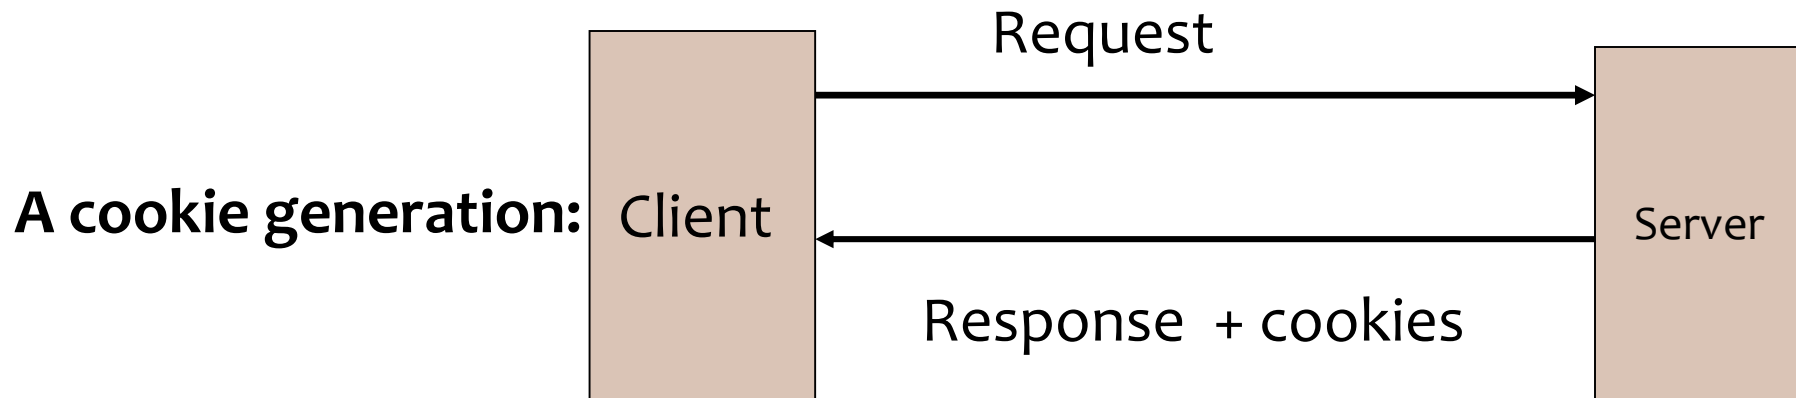 Request
A cookie generation:
Client
Server
Response + cookies